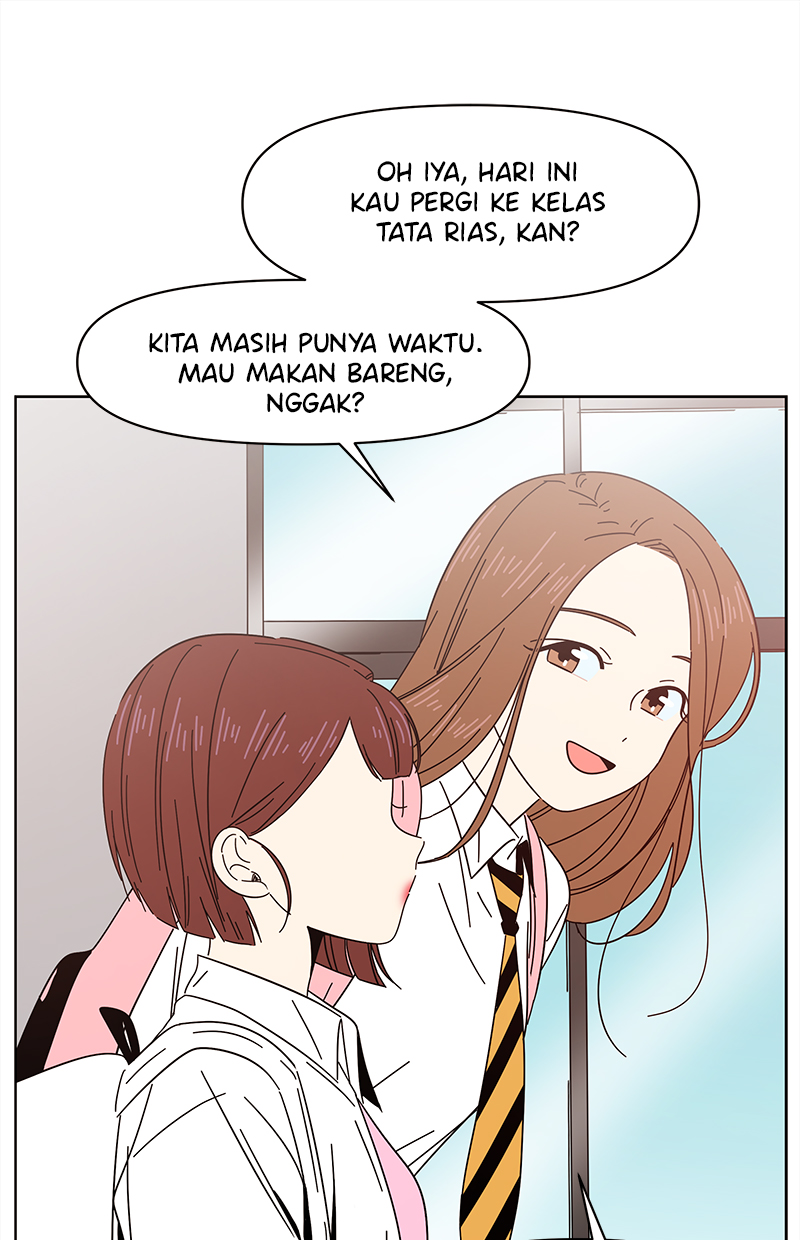 OH IYA, HARI INI
KAU PERGI KE KELAS
TATA RIAS, KAN?
KITA MASIH PUNYA WAKTU.
MAU MAKAN BARENG,
NGGAK?